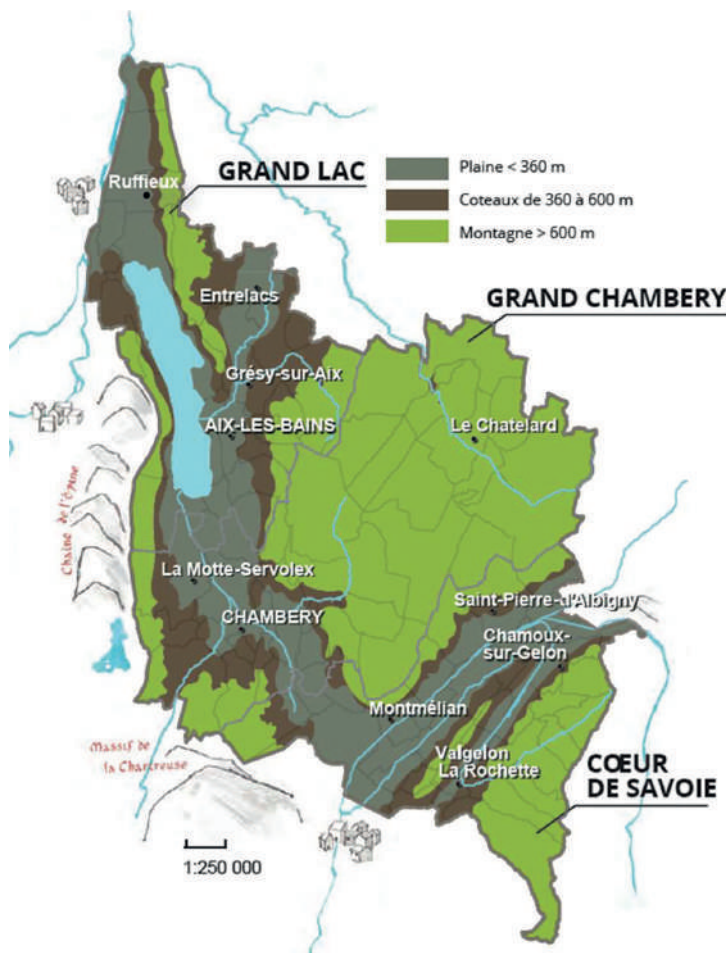 Plaine < 360 m
GRAND LAC
Ruffieux
Coteaux de 360 à 600 m
Montagne > 600 m
Entrelacs
GRAND CHAMBERY
Grésy-sur-Aix
AIX-LES-BAINS
Le Chatelard
Chaîne de l'Épine
La Motte-Servolex
Saint-Pierre-d'Albigny
CHAMBERY
Chamoux-
sur-Gelon
Montmélian
Massif de
la Chartreuse
Valgelon
La Rochette
CŒUR
DE SAVOIE
1:250 000